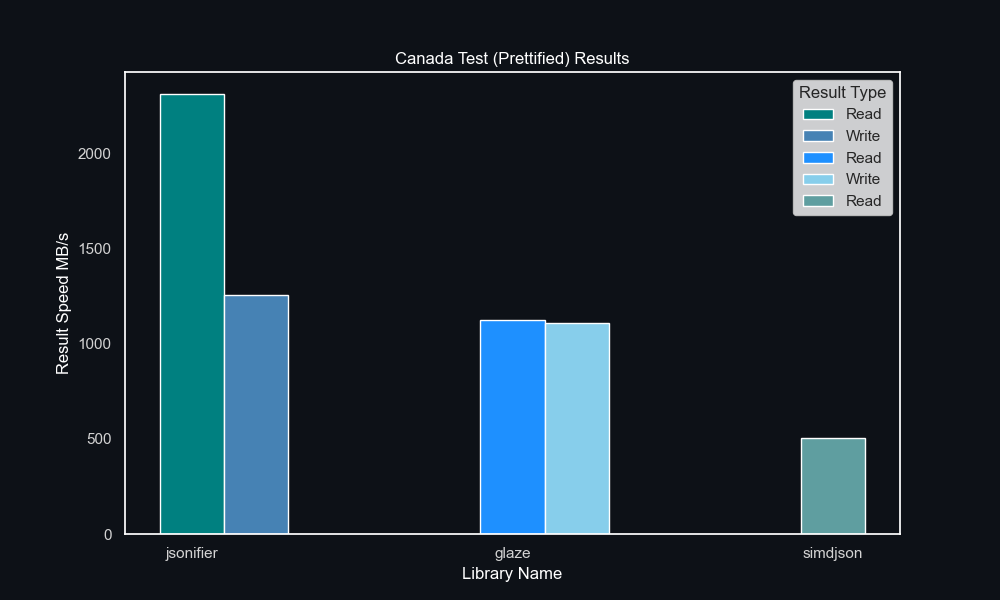 Canada Test (Prettified) Results
Result Type
Read
Write
Read
Write
Read
Result Speed MB/s
2000
1500
1000
500
0
jsonifier
glaze
simdjson
Library Name